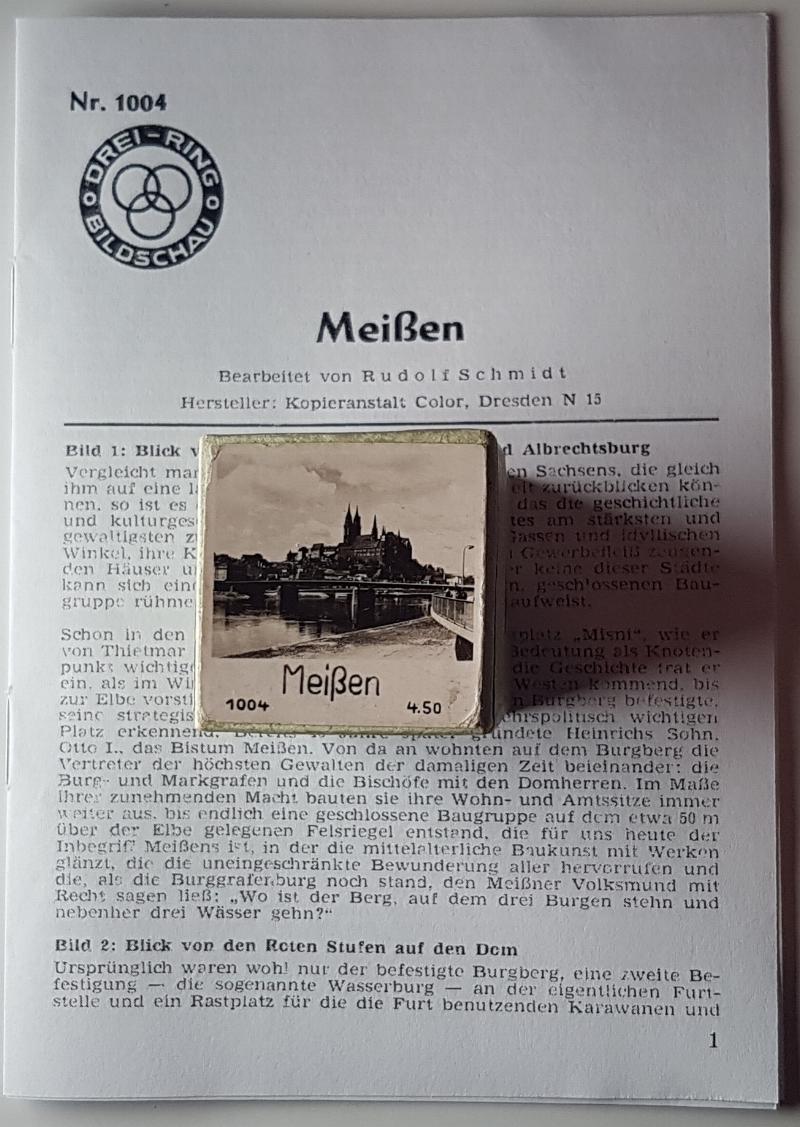 Nr. 1004
DREI-RING
BILDSCHAU
Meißen
Bearbeitet von Rudolf Schmidt
Hersteller: Kopieranstalt Color, Dresden N 15
Bild 1: Blick v d Albrechtsburg
Vergleicht man en Sachsens, die gleich
ihm auf eine l elt zurückblicken kön-
nen, so ist es das die geschichtliche
und kulturges tes am stärksten und
gewaltigsten z Gassen und idyllischen
Winkel, ihre K Gewerbefleiß zeugen-
den Häuser u er keine dieser Städte
kann sich ein n, geschlossenen Bau-
gruppe rühme aufweist.
Schon in den platz „Misni“, wie er
von Thietmar Bedeutung als Knoten-
punkt wichtige die Geschichte trat er
ein, als im Wi Westen kommend, bis
zur Elbe vorsti n Burgberg befestigte,
seine strategis ehrspolitisch wichtigen
Platz erkennend. später gründete Heinrichs Sohn,
Otto I., das Bistum Meißen. Von da an wohnten auf dem Burgberg die
Vertreter der höchsten Gewalten der damaligen Zeit beieinander: die
Burg- und Markgrafen und die Bischöfe mit den Domherren. Im Maße
ihrer zunehmenden Macht bauten sie ihre Wohn- und Amtssitze immer
weiter aus, bis endlich eine geschlossene Baugruppe auf dem etwa 50 m
über der Elbe gelegenen Felsriegel entstand, die für uns heute der
Inbegriff Meißens ist, in der die mittelalterliche Baukunst mit Werken
glänzt, die die uneingeschränkte Bewunderung aller hervorrufen und
die, als die Burggrafenburg noch stand, den Meißner Volksmund mit
Recht sagen ließ: „Wo ist der Berg, auf dem drei Burgen stehn und
nebenher drei Wässer gehn?“
Bild 2: Blick von den Roten Stufen auf den Dom
Ursprünglich waren wohl nur der befestigte Burgberg, eine zweite Be-
festigung — die sogenannte Wasserburg — an der eigentlichen Furt-
stelle und ein Rastplatz für die die Furt benutzenden Karawanen und
1
Meißen
1004 4.50